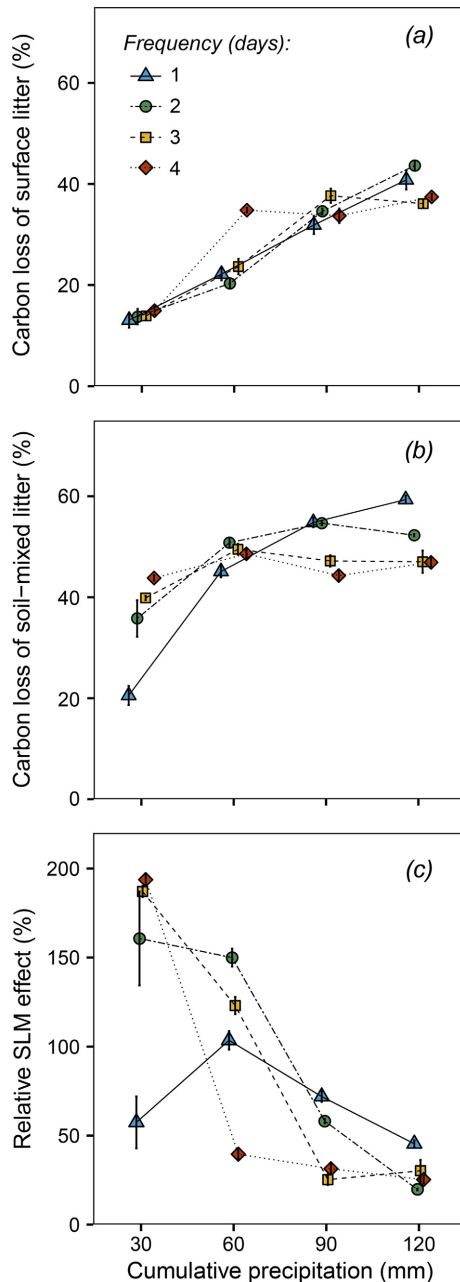 Carbon loss of surface litter (%)
60
40
20
0
Frequency (days):
1
2
3
4
(a)
Carbon loss of soil−mixed litter (%)
60
40
20
0
(b)
Relative SLM effect (%)
200
150
100
50
0
(c)
30 60 90 120
Cumulative precipitation (mm)